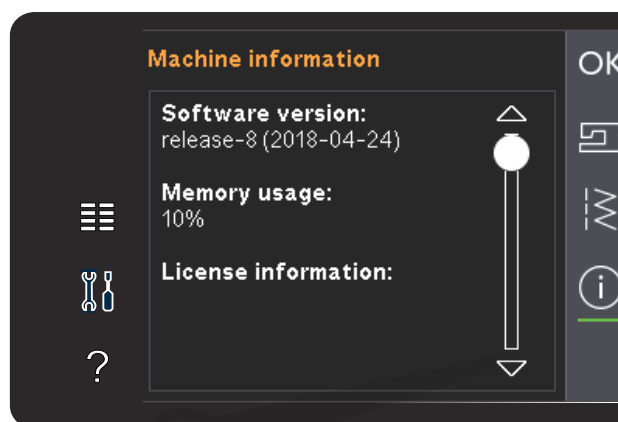 Machine information
OK
Software version:
release-8 (2018-04-24)
Memory usage:
10%
License information:
?